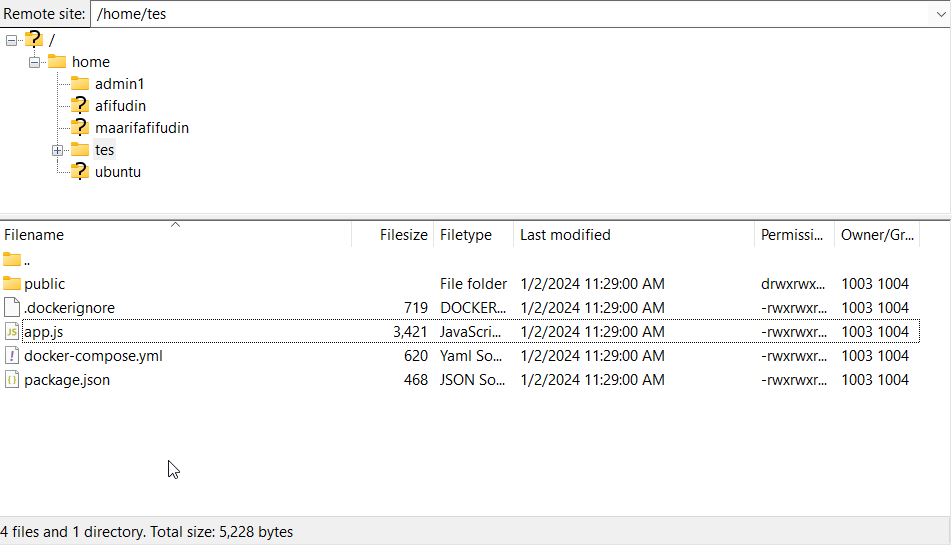 Remote site: /home/tes
/
home
admin1
afifudin
maarifafifudin
tes
ubuntu
Filename Filesize Filetype Last modified Permissi... Owner/Gr...
..
public File folder 1/2/2024 11:29:00 AM drwxrwx... 1003 1004
.dockerignore 719 DOCKER... 1/2/2024 11:29:00 AM -rwxrwxr... 1003 1004
app.js 3,421 JavaScri... 1/2/2024 11:29:00 AM -rwxrwxr... 1003 1004
docker-compose.yml 620 Yaml So... 1/2/2024 11:29:00 AM -rwxrwxr... 1003 1004
package.json 468 JSON So... 1/2/2024 11:29:00 AM -rwxrwxr... 1003 1004
4 files and 1 directory. Total size: 5,228 bytes